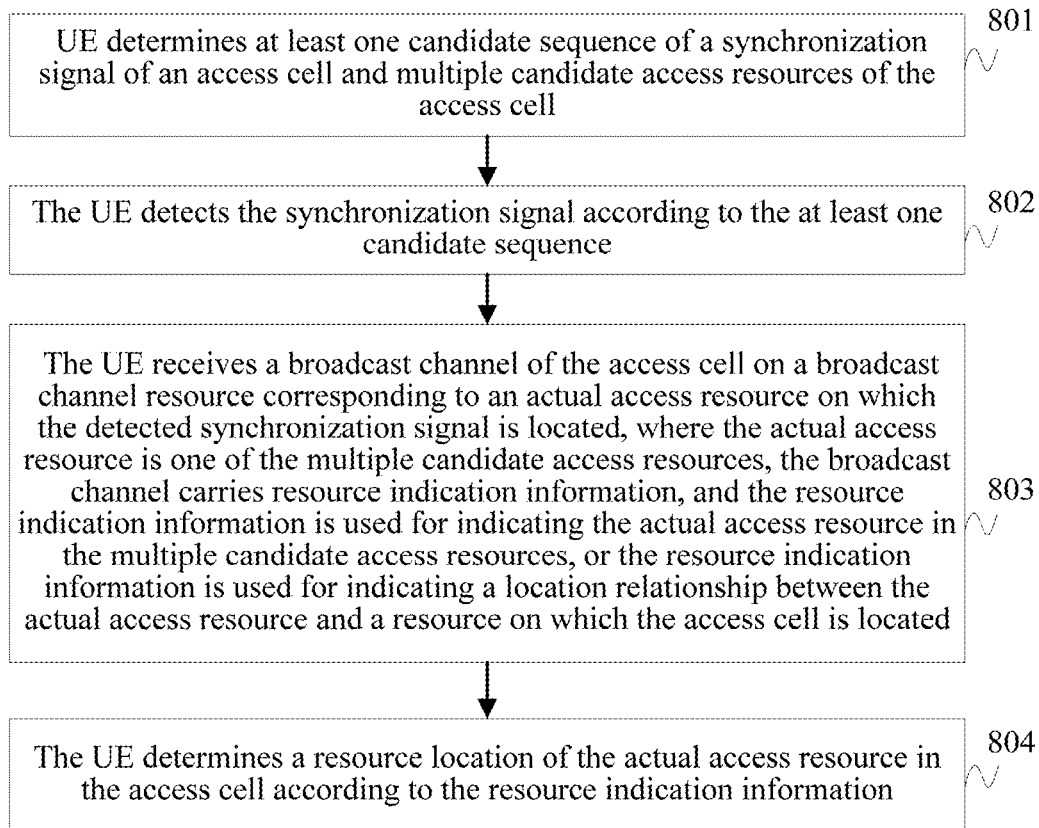 801
UE determines at least one candidate sequence of a synchronization
signal of an access cell and multiple candidate access resources of the
access cell
802
The UE detects the synchronization signal according to the at least one
candidate sequence
The UE receives a broadcast channel of the access cell on a broadcast
channel resource corresponding to an actual access resource on which
the detected synchronization signal is located, where the actual access
resource is one of the multiple candidate access resources, the broadcast
channel carries resource indication information, and the resource
indication information is used for indicating the actual access resource in
the multiple candidate access resources, or the resource indication
information is used for indicating a location relationship between the
actual access resource and a resource on which the access cell is located
803
804
The UE determines a resource location of the actual access resource in
the access cell according to the resource indication information